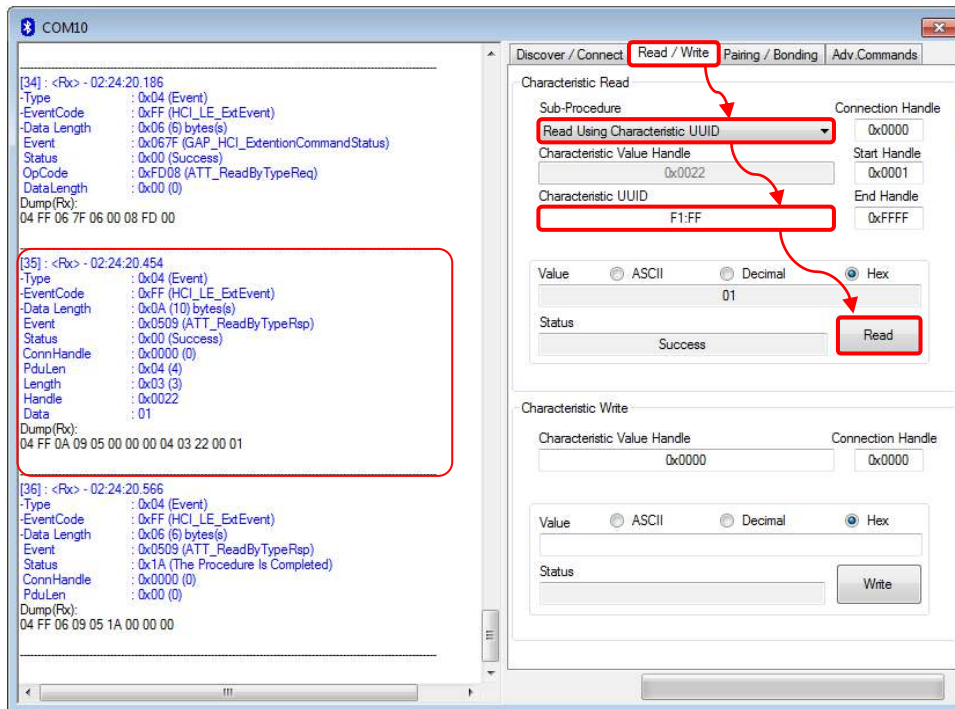 COM10
[34] : <Rx> - 02:24:20.186
-Type : 0x04 (Event)
-EventCode : 0xFF (HCI_LE_ExtEvent)
-Data Length : 0x06 (6) bytes(s)
Event : 0x067F (GAP_HCI_ExtentionCommandStatus)
Status : 0x00 (Success)
OpCode : 0xFD08 (ATT_ReadByTypeReq)
DataLength : 0x00 (0)
Dump(Rx):
04 FF 06 7F 06 00 08 FD 00
[35] : <Rx> - 02:24:20.454
-Type : 0x04 (Event)
-EventCode : 0xFF (HCI_LE_ExtEvent)
-Data Length : 0x0A (10) bytes(s)
Event : 0x0509 (ATT_ReadByTypeRsp)
Status : 0x00 (Success)
ConnHandle : 0x0000 (0)
PduLen : 0x04 (4)
Length : 0x03 (3)
Handle : 0x0022
Data : 01
Dump(Rx):
04 FF 0A 09 05 00 00 00 04 03 22 00 01
[36] : <Rx> - 02:24:20.566
-Type : 0x04 (Event)
-EventCode : 0xFF (HCI_LE_ExtEvent)
-Data Length : 0x06 (6) bytes(s)
Event : 0x0509 (ATT_ReadByTypeRsp)
Status : 0x1A (The Procedure Is Completed)
ConnHandle : 0x0000 (0)
PduLen : 0x00 (0)
Dump(Rx):
04 FF 06 09 05 1A 00 00 00
Discover / Connect Read / Write Pairing / Bonding Adv.Commands
Characteristic Read
Sub-Procedure Connection Handle
Read Using Characteristic UUID 0x0000
Characteristic Value Handle Start Handle
0x0022 0x0001
Characteristic UUID End Handle
F1:FF 0xFFFF
Value ASCII Decimal Hex
01
Status
Success Read
Characteristic Write
Characteristic Value Handle Connection Handle
0x0000 0x0000
Value ASCII Decimal Hex
Status
Write